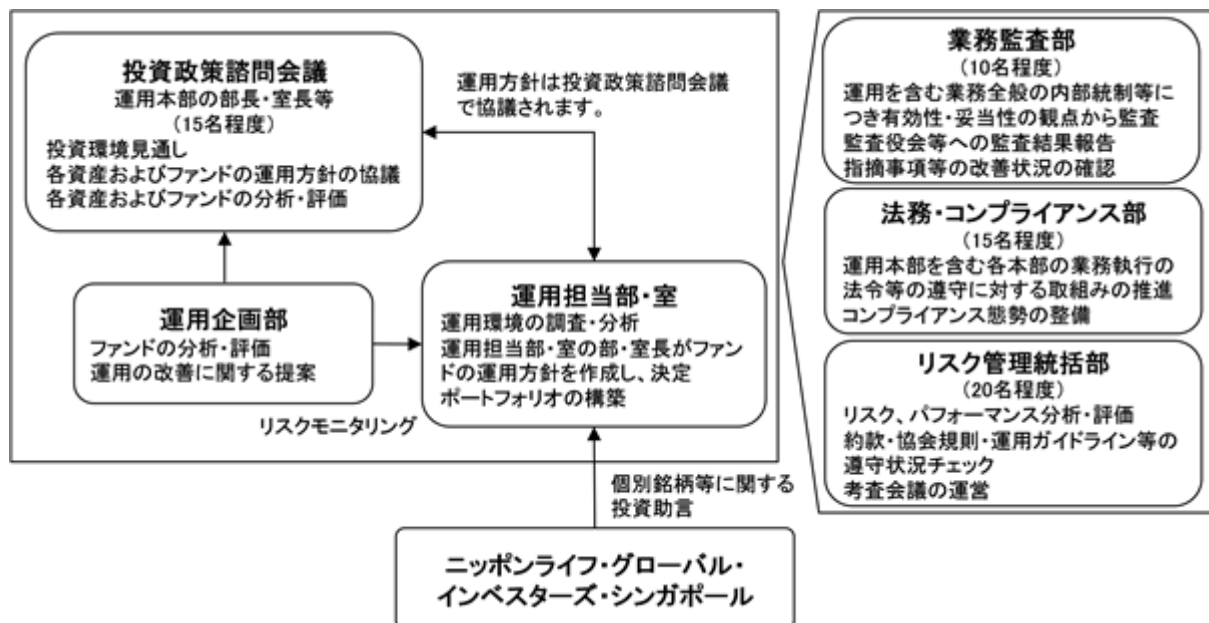 投資政策諮問会議
運用本部の部長・室長等
(15名程度)
投資環境見通し
各資産およびファンドの運用方針の協議
各資産およびファンドの分析・評価
運用方針は投資政策諮問会議
で協議されます。
運用企画部
ファンドの分析・評価
運用の改善に関する提案
リスクモニタリング
運用担当部・室
運用環境の調査・分析
運用担当部・室の部・室長がファン
ドの運用方針を作成し、決定
ポートフォリオの構築
個別銘柄等に関する
投資助言
ニッポンライフ・グローバル・
インベスターズ・シンガポール
業務監査部
(10名程度)
運用を含む業務全般の内部統制等に
つき有効性・妥当性の観点から監査
監査役会等への監査結果報告
指摘事項等の改善状況の確認
法務・コンプライアンス部
(15名程度)
運用本部を含む各本部の業務執行の
法令等の遵守に対する取組みの推進
コンプライアンス態勢の整備
リスク管理統括部
(20名程度)
リスク、パフォーマンス分析・評価
約款・協会規則・運用ガイドライン等の
遵守状況チェック
考査会議の運営